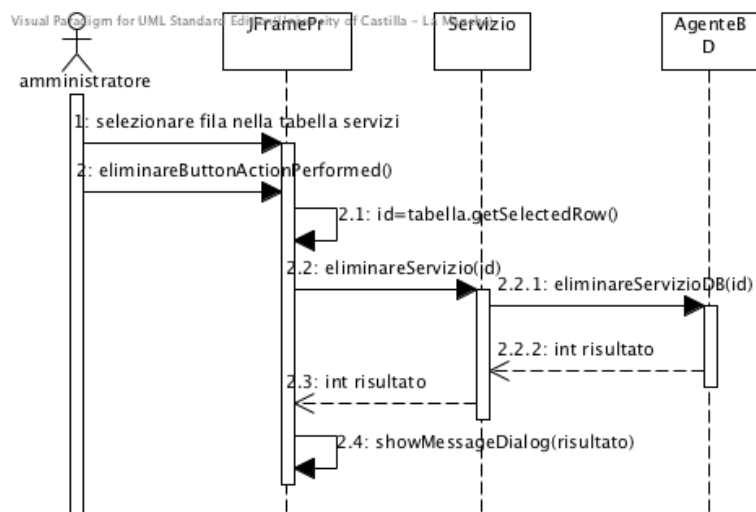 Visual Paradigm for UML Standard Edition(University of Castilla - La Mancha)
JFramePr
Servizio
AgenteB
D
amministratore
1: selezionare fila nella tabella servizi
2: eliminareButtonActionPerformed()
2.1: id=tabella.getSelectedRow()
2.2: eliminareServizio(id)
2.2.1: eliminareServizioDB(id)
2.2.2: int risultato
2.3: int risultato
2.4: showMessageDialog(risultato)